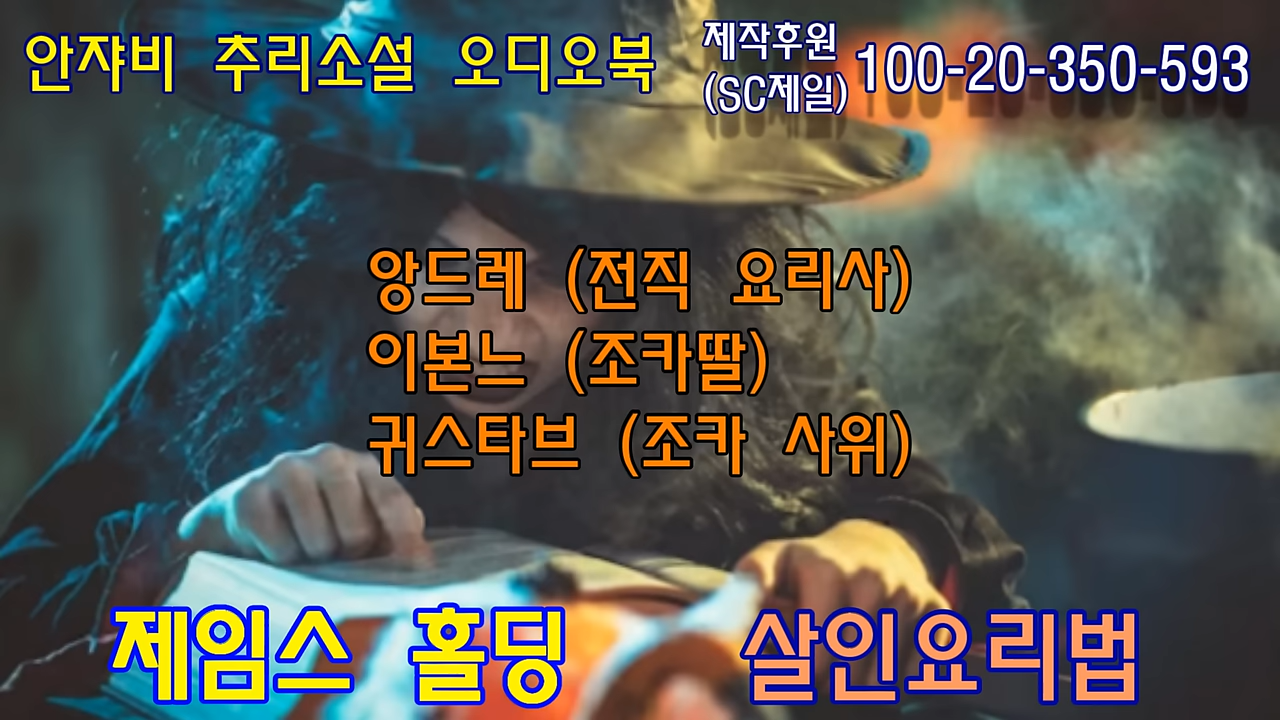 안쟈비 추리소설 오디오북
제작후원
(SC제일) 100-20-350-593
앙드레 (전직 요리사)
이본느 (조카딸)
귀스타브 (조카 사위)
제임스 홀딩 살인요리법